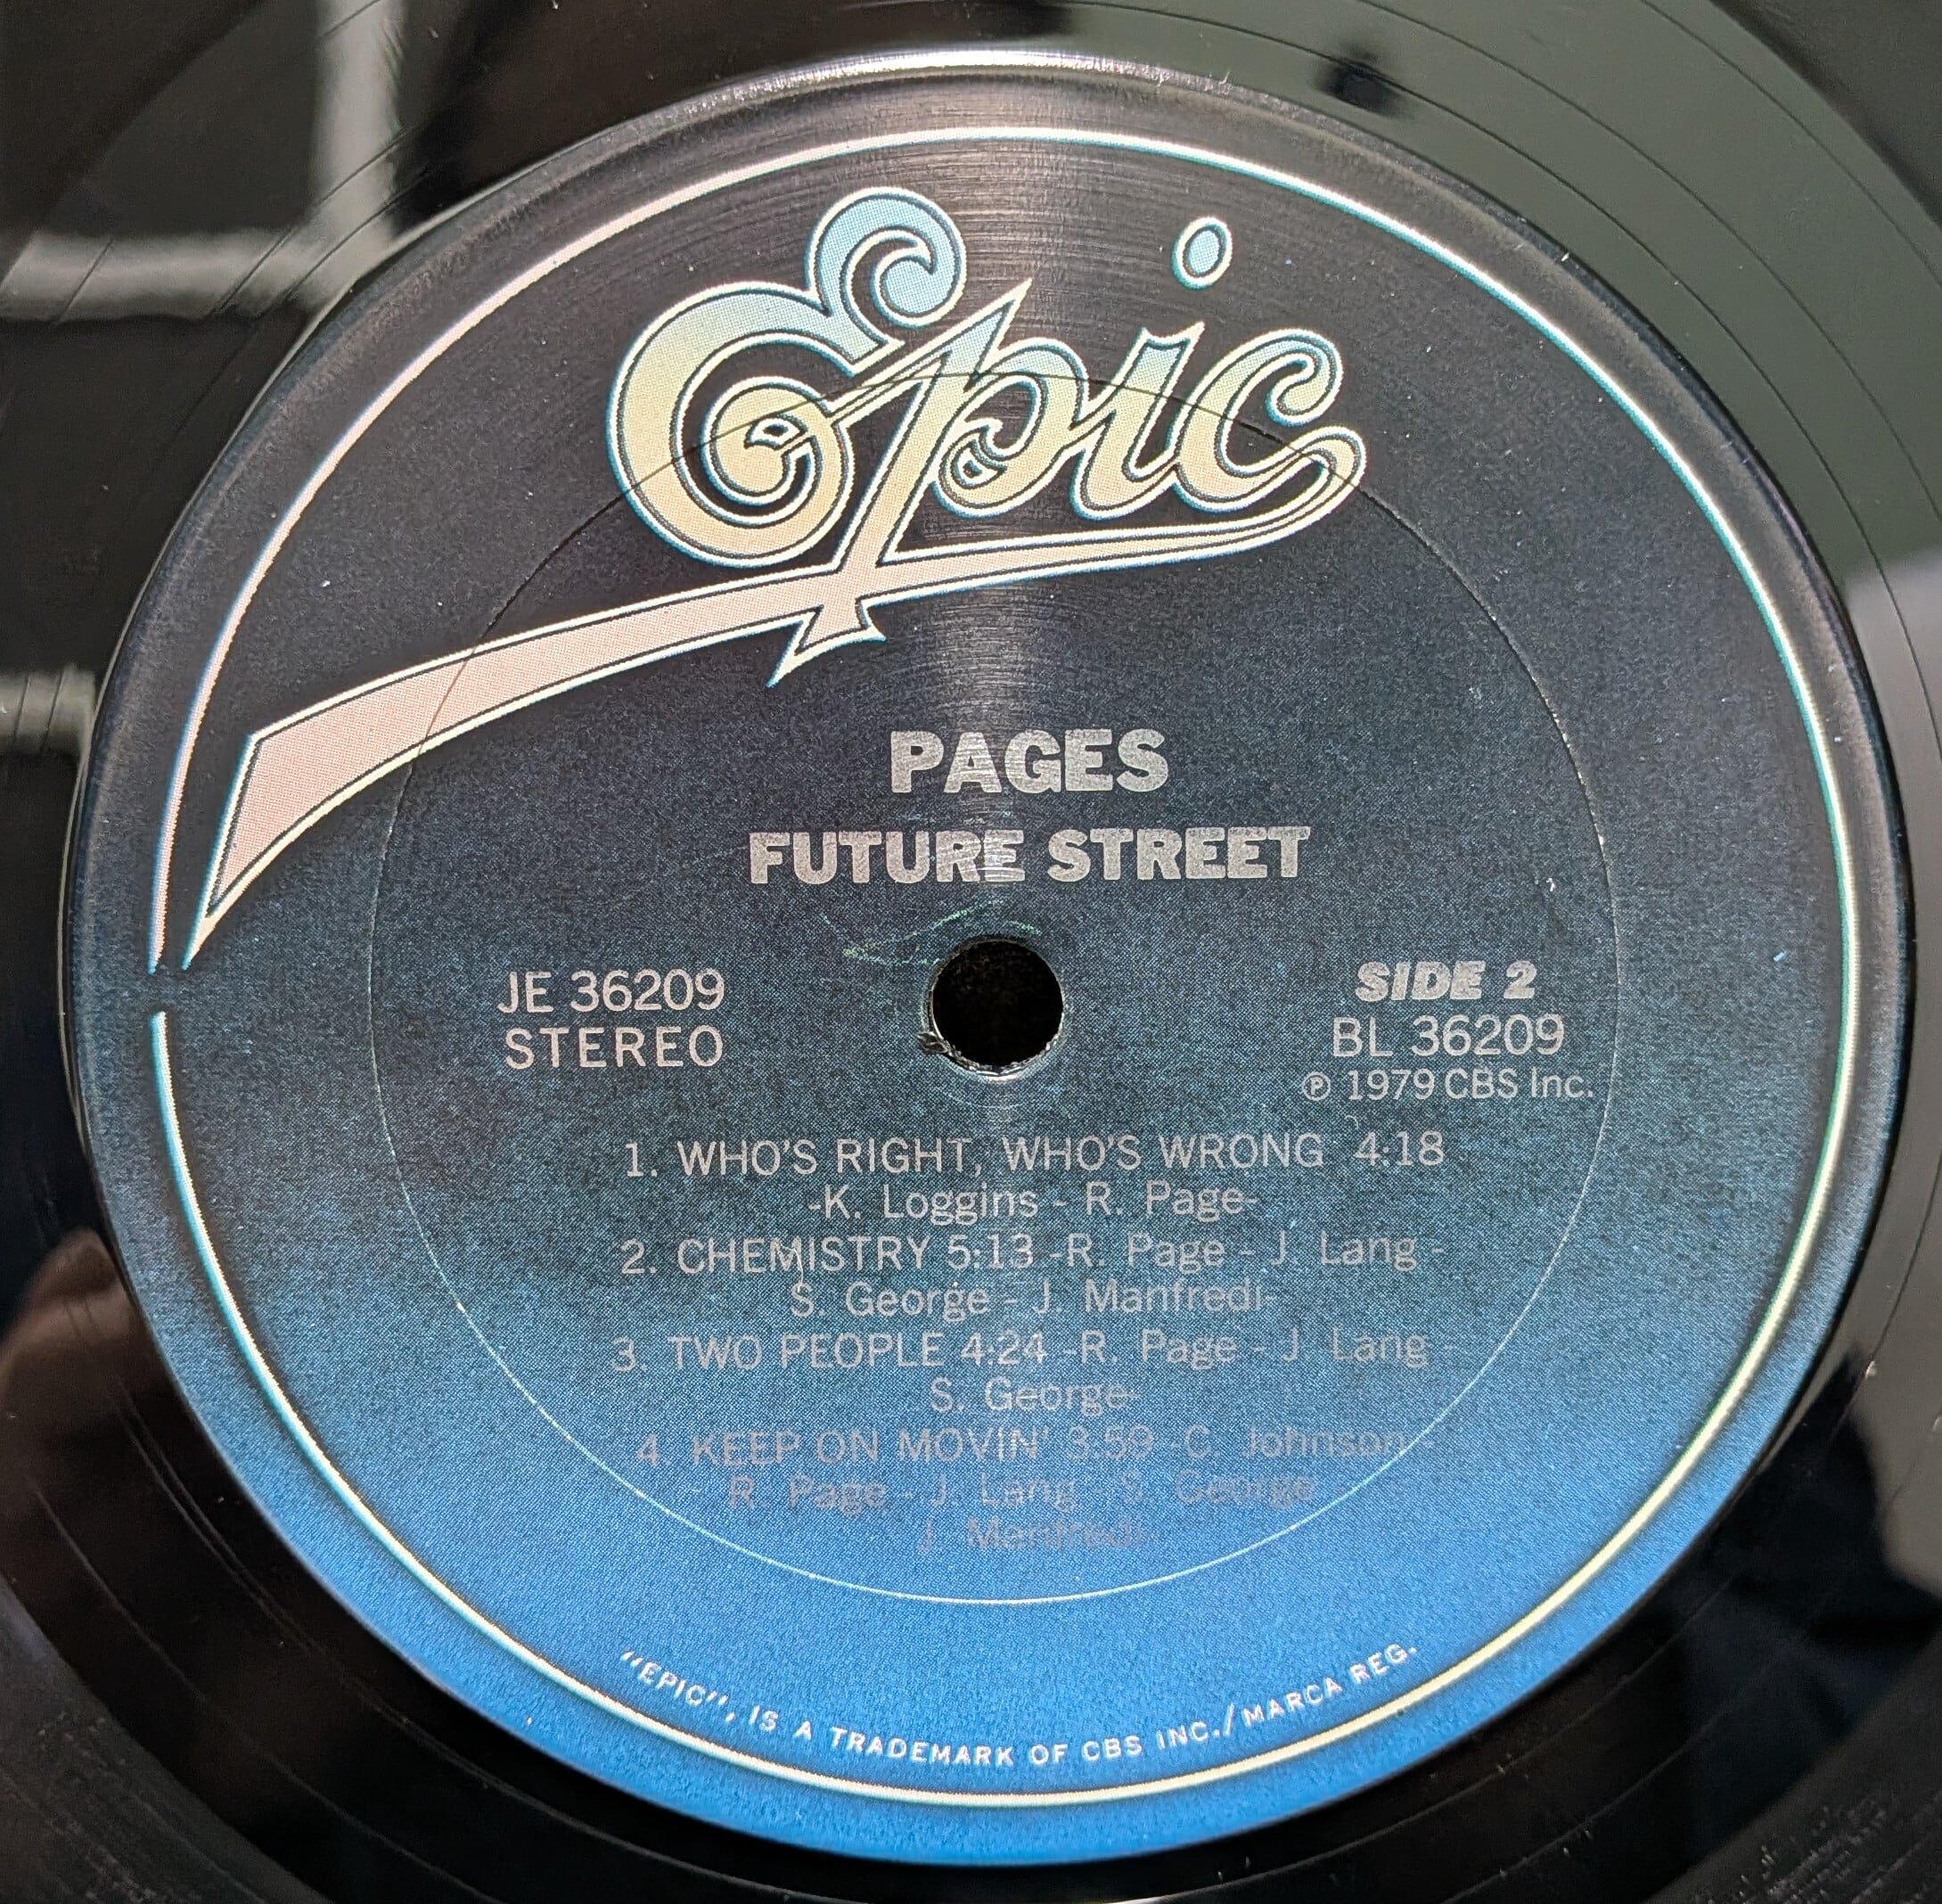 Epic
PAGES
FUTURE STREET
JE 36209
STEREO
SIDE 2
BL 36209
℗ 1979 CBS Inc.
1. WHO'S RIGHT, WHO'S WRONG 4:18
-K. Loggins - R. Page-
2. CHEMISTRY 5:13 -R. Page - J. Lang -
S. George - J. Manfredi-
3. TWO PEOPLE 4:24 -R. Page - J. Lang -
S. George-
4. KEEP ON MOVIN' 3:59 -C. Johnson -
R. Page - J. Lang - S. George -
J. Manfredi-
"EPIC", IS A TRADEMARK OF CBS INC./MARCA REG.